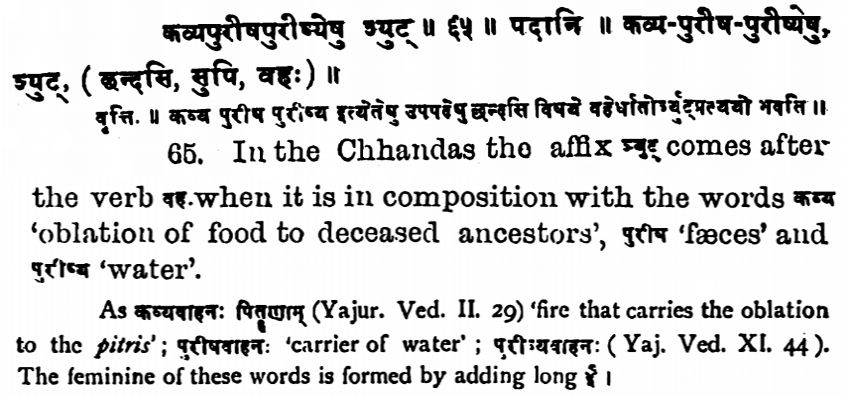 कव्यपुरीषपुरीष्येषु ञ्युट् ॥ ६५ ॥ पदानि ॥ कव्य-पुरीष-पुरीष्येषु,
ञ्युट्, ( छन्दसि, सुपि, वहः ) ॥
वृत्तिः ॥ कव्य पुरीष पुरीष्य इत्येतेषु उपपदेषु छन्दसि विषये वहेर्धातोर्ञ्युट्प्रत्ययो भवति ॥
65. In the Chhandas the affix ञ्युट् comes after
the verb वह्.when it is in composition with the words कव्य
‘oblation of food to deceased ancestors’, पुरीष ‘fæces’ and
पुरीष्य ‘water’.
As कव्यवाहनः पितॄणाम् (Yajur. Ved. II. 29) ‘fire that carries the oblation
to the pitris’ ; पुरीषवाहनः ‘carrier of water’ ; पुरीष्यवाहनः ( Yaj. Ved. XI. 44 ).
The feminine of these words is formed by adding long ई ।